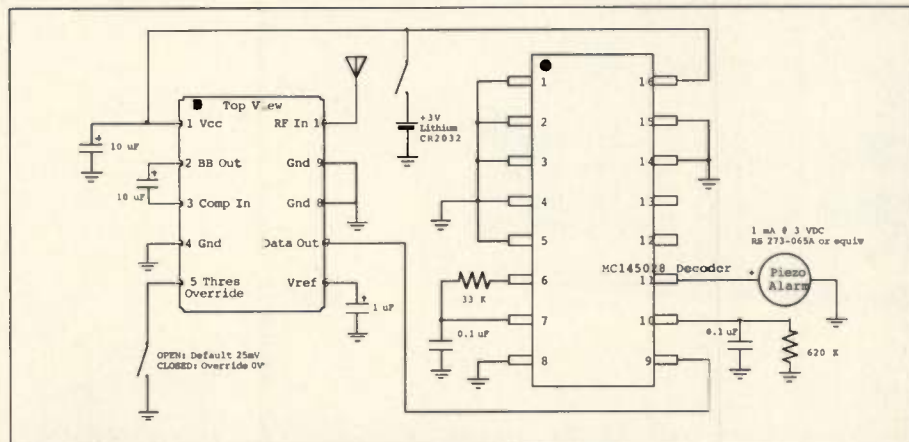 Top View
1 Vcc
RF In 1
10 uF
2 BB Out
Gnd 9
10 uF
3 Comp In
Gnd 8
4 Gnd
Data Out 7
5 Thres
Override
Vref 6
1 uF
OPEN: Default 25mV
CLOSED: Override 0V
+3V
Lithium
CR2032
1
2
3
4
5
6
7
8
16
15
14
13
12
11
10
9
33 K
0.1 uF
MC145028 Decoder
1 mA @ 3 VDC
RS 273-065A or equiv
+
Piezo
Alarm
0.1 uF
620 K